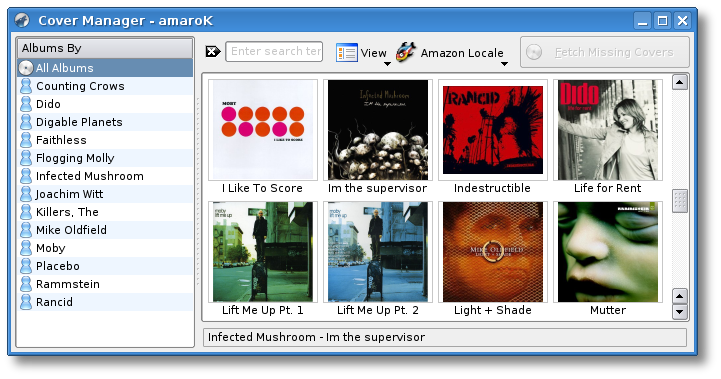 Cover Manager - amaroK
Albums By
All Albums
Counting Crows
Dido
Digable Planets
Faithless
Flogging Molly
Infected Mushroom
Joachim Witt
Killers, The
Mike Oldfield
Moby
Placebo
Rammstein
Rancid
Enter search ter
View
Amazon Locale
Fetch Missing Covers
MOBY
I LIKE TO SCORE
Infected Mushroom
IM the supervisor
RANCID
Dido
I Like To Score
Im the supervisor
Indestructible
Life for Rent
moby
lift me up
moby
lift me up
MIKE OLDFIELD
LIGHT + SHADE
RAMMSTEIN
Lift Me Up Pt. 1
Lift Me Up Pt. 2
Light + Shade
Mutter
Infected Mushroom - Im the supervisor